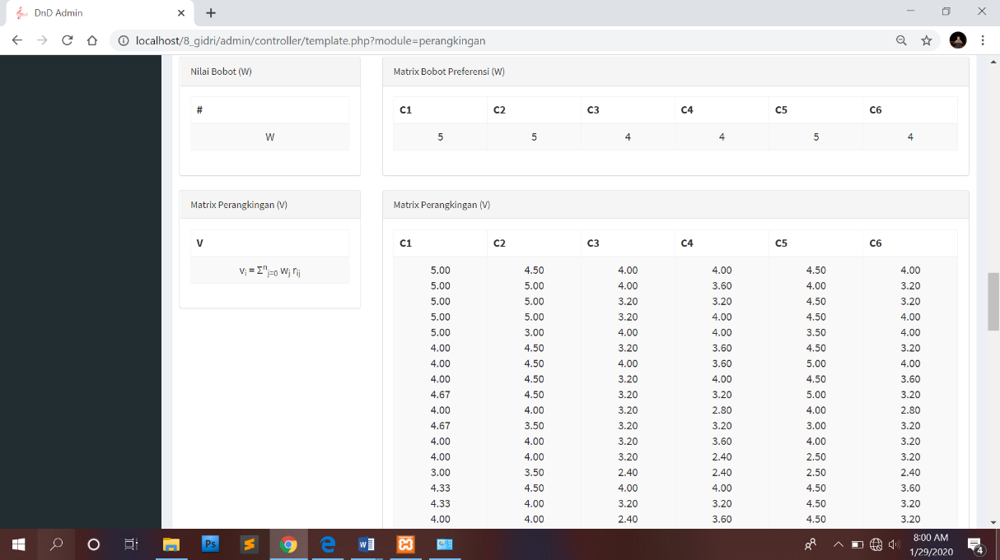 DnD Admin
localhost/8_gidri/admin/controller/template.php?module=perangkingan
Nilai Bobot (W)
#
W
Matrix Bobot Preferensi (W)
C1 C2 C3 C4 C5 C6
5 5 4 4 5 4
Matrix Perangkingan (V)
V
vi = Σnj=0 wj rij
Matrix Perangkingan (V)
C1 C2 C3 C4 C5 C6
5.00 4.50 4.00 4.00 4.50 4.00
5.00 5.00 4.00 3.60 4.00 3.20
5.00 5.00 3.20 3.20 4.50 3.20
5.00 5.00 3.20 4.00 4.50 4.00
5.00 3.00 4.00 4.00 3.50 4.00
4.00 4.50 3.20 3.60 4.50 3.20
4.00 4.50 4.00 3.60 5.00 4.00
4.00 4.50 3.20 4.00 4.50 3.60
4.67 4.50 3.20 3.20 5.00 3.20
4.00 4.00 3.20 2.80 4.00 2.80
4.67 3.50 3.20 3.20 3.00 3.20
4.00 4.00 3.20 3.60 4.00 3.20
4.00 4.00 3.20 2.40 2.50 3.20
3.00 3.50 2.40 2.40 2.50 2.40
4.33 4.50 4.00 4.00 4.50 3.60
4.33 4.00 3.20 3.20 4.50 3.20
4.00 4.00 2.40 3.60 4.50 3.20
Ps
8:00 AM
1/29/2020
4